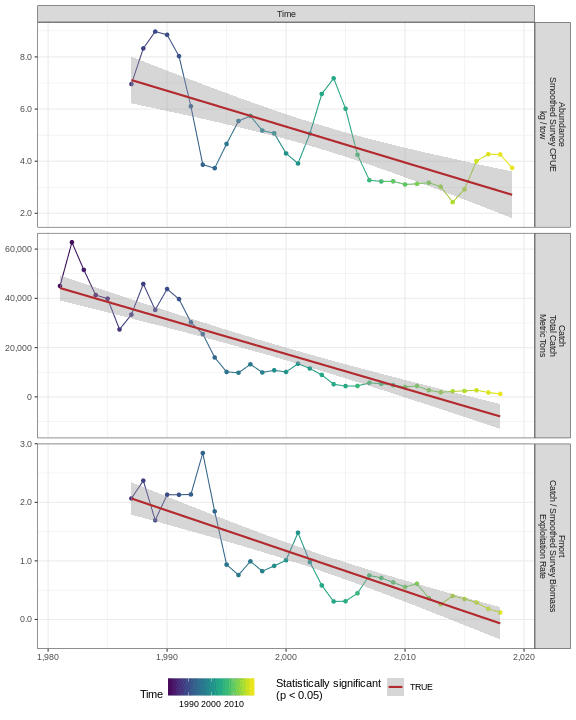 Time
8.0
6.0
4.0
2.0
Abundance
Smoothed Survey CPUE
kg / tow
60,000
40,000
20,000
0
Catch
Total Catch
Metric Tons
3.0
2.0
1.0
0.0
Fmort
Catch / Smoothed Survey Biomass
Exploitation Rate
1,980
1,990
2,000
2,010
2,020
Time
1990 2000 2010
Statistically significant
(p < 0.05)
TRUE